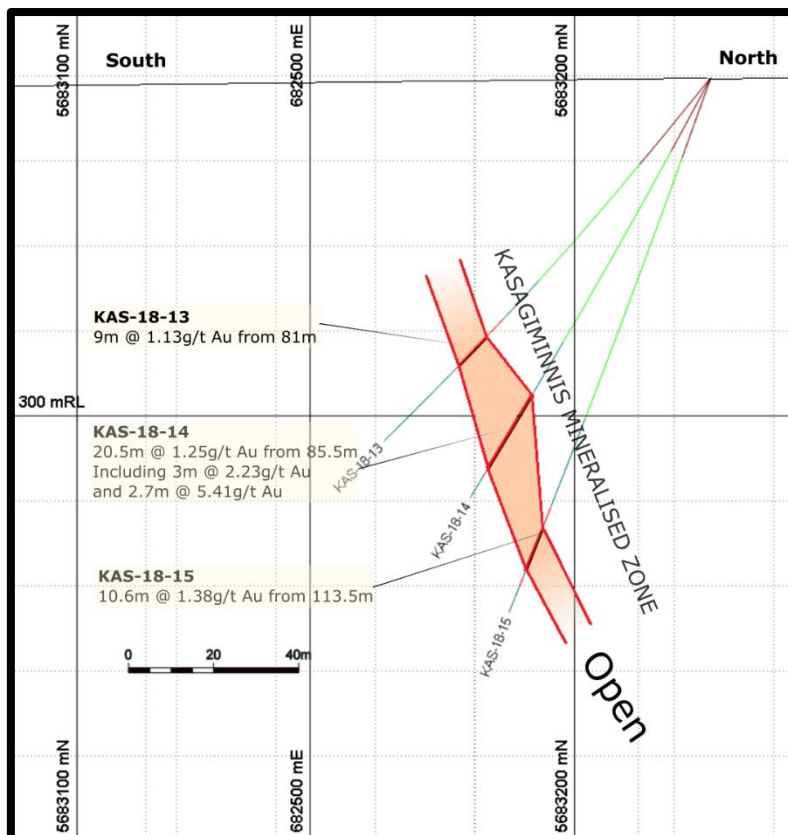 5683100 mN
South
682500 mE
5683200 mN
North
KASAGIMINNIS MINERALISED ZONE
KAS-18-13
9m @ 1.13g/t Au from 81m
300 mRL
KAS-18-14
20.5m @ 1.25g/t Au from 85.5m
Including 3m @ 2.23g/t Au
and 2.7m @ 5.41g/t Au
KAS-18-13
KAS-18-14
KAS-18-15
10.6m @ 1.38g/t Au from 113.5m
KAS-18-15
0 20 40m
Open
5683100 mN
682500 mE
5683200 mN